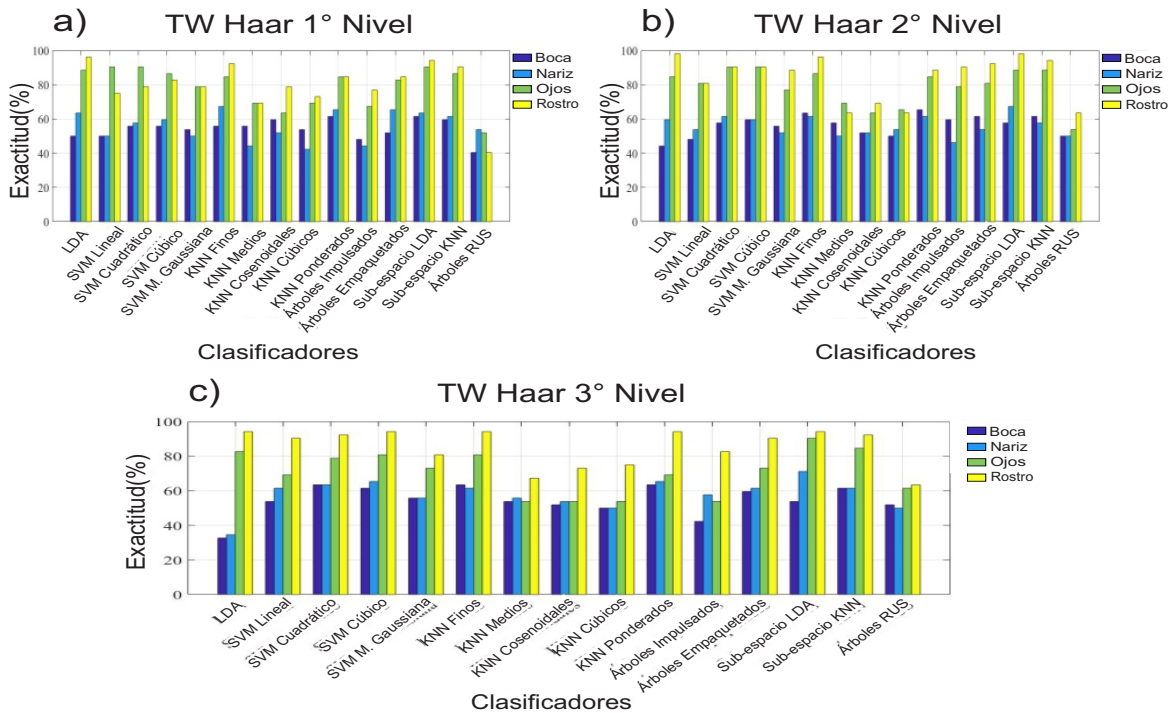 a)
TW Haar 1° Nivel
Exactitud(%)
100
80
60
40
20
0
LDA
SVM Lineal
SVM Cuadrático
SVM Cúbico
SVM M. Gaussiana
KNN Finos
KNN Medios
KNN Cosenoidales
KNN Cúbicos
KNN Ponderados
Árboles Impulsados
Árboles Empaquetados
Sub-espacio LDA
Sub-espacio KNN
Árboles RUS
Clasificadores
Boca
Nariz
Ojos
Rostro
b)
TW Haar 2° Nivel
Exactitud(%)
100
80
60
40
20
0
LDA
SVM Lineal
SVM Cuadrático
SVM Cúbico
SVM M. Gaussiana
KNN Finos
KNN Medios
KNN Cosenoidales
KNN Cúbicos
KNN Ponderados
Árboles Impulsados
Árboles Empaquetados
Sub-espacio LDA
Sub-espacio KNN
Árboles RUS
Clasificadores
Boca
Nariz
Ojos
Rostro
c)
TW Haar 3° Nivel
Exactitud(%)
100
80
60
40
20
0
LDA
SVM Lineal
SVM Cuadrático
SVM Cúbico
SVM M. Gaussiana
KNN Finos
KNN Medios
KNN Cosenoidales
KNN Cúbicos
KNN Ponderados
Árboles Impulsados
Árboles Empaquetados
Sub-espacio LDA
Sub-espacio KNN
Árboles RUS
Clasificadores
Boca
Nariz
Ojos
Rostro